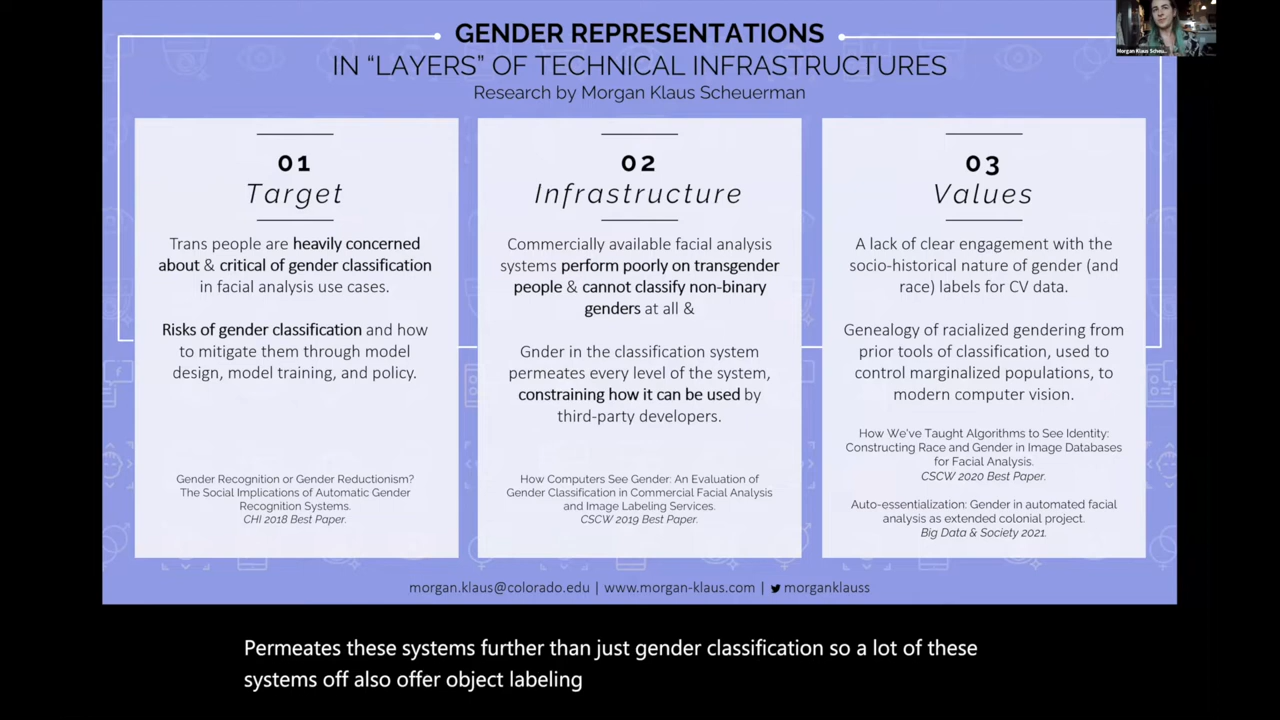 GENDER REPRESENTATIONS
IN “LAYERS” OF TECHNICAL INFRASTRUCTURES
Research by Morgan Klaus Scheuerman
Morgan Klaus Scheu...
01
Target
Trans people are heavily concerned
about & critical of gender classification
in facial analysis use cases.
Risks of gender classification and how
to mitigate them through model
design, model training, and policy.
Gender Recognition or Gender Reductionism?
The Social Implications of Automatic Gender
Recognition Systems.
CHI 2018 Best Paper.
02
Infrastructure
Commercially available facial analysis
systems perform poorly on transgender
people & cannot classify non-binary
genders at all &
Gnder in the classification system
permeates every level of the system,
constraining how it can be used by
third-party developers.
How Computers See Gender: An Evaluation of
Gender Classification in Commercial Facial Analysis
and Image Labeling Services.
CSCW 2019 Best Paper.
03
Values
A lack of clear engagement with the
socio-historical nature of gender (and
race) labels for CV data.
Genealogy of racialized gendering from
prior tools of classification, used to
control marginalized populations, to
modern computer vision.
How We've Taught Algorithms to See Identity:
Constructing Race and Gender in Image Databases
for Facial Analysis.
CSCW 2020 Best Paper.
Auto-essentialization: Gender in automated facial
analysis as extended colonial project.
Big Data & Society 2021.
morgan.klaus@colorado.edu | www.morgan-klaus.com | morganklauss
Permeates these systems further than just gender classification so a lot of these
systems off also offer object labeling